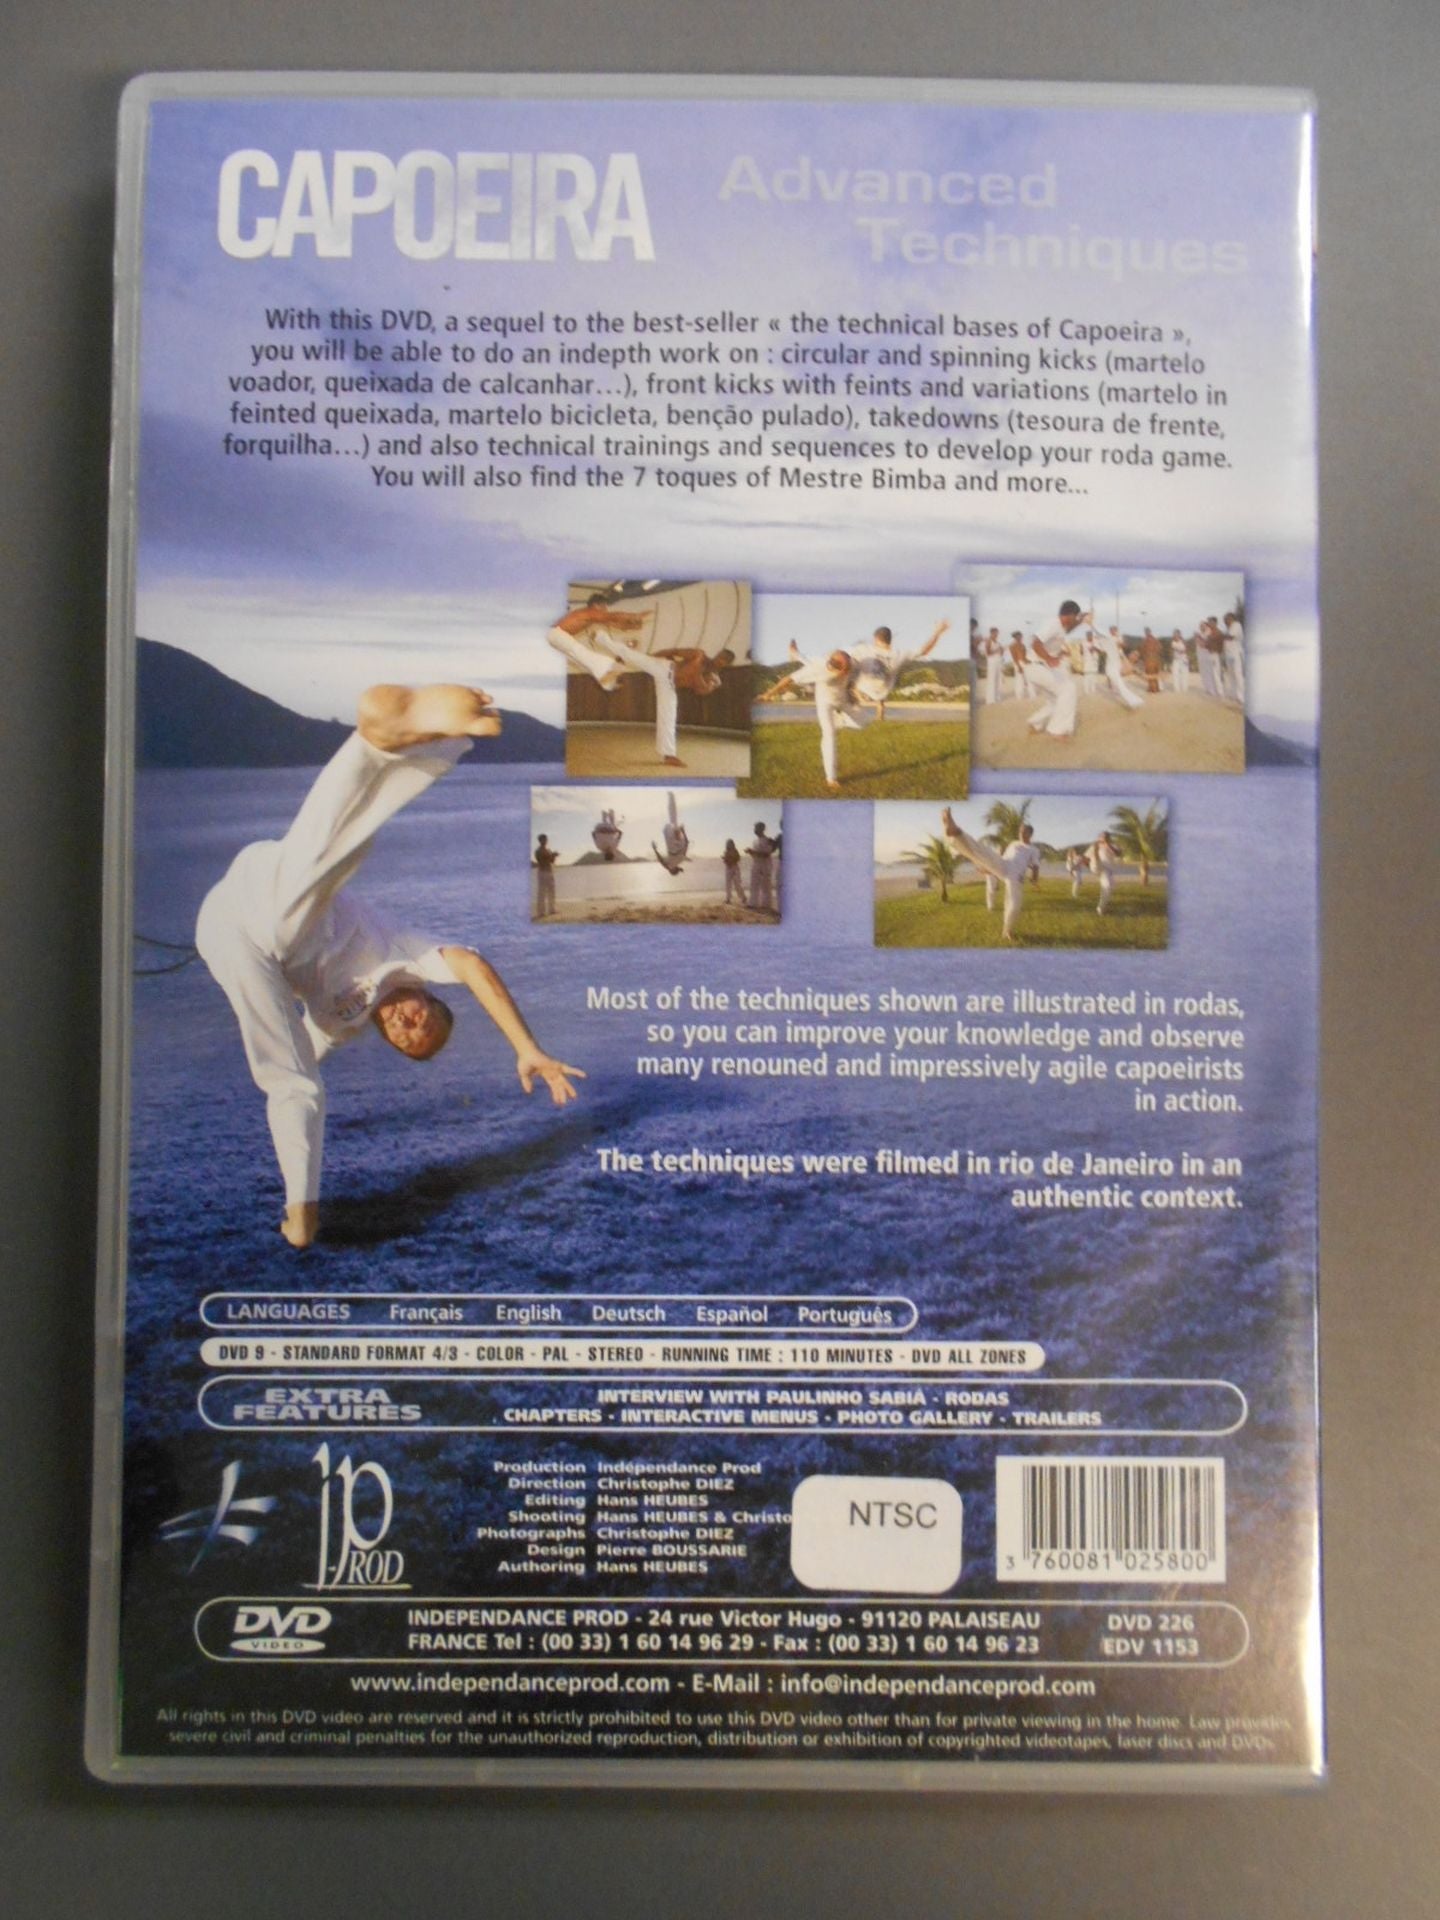 CAPOEIRA Advanced
Techniques
With this DVD, a sequel to the best-seller « the technical bases of Capoeira »,
you will be able to do an indepth work on : circular and spinning kicks (martelo
voador, queixada de calcanhar...), front kicks with feints and variations (martelo in
feinted queixada, martelo bicicleta, benção pulado), takedowns (tesoura de frente,
forquilha...) and also technical trainings and sequences to develop your roda game.
You will also find the 7 toques of Mestre Bimba and more...
Most of the techniques shown are illustrated in rodas,
so you can improve your knowledge and observe
many renouned and impressively agile capoeirists
in action.
The techniques were filmed in rio de Janeiro in an
authentic context.
LANGUAGES Français English Deutsch Español Português
DVD 9 - STANDARD FORMAT 4/3 - COLOR - PAL - STEREO - RUNNING TIME : 110 MINUTES - DVD ALL ZONES
EXTRA
FEATURES
INTERVIEW WITH PAULINHO SABIÁ - RODAS
CHAPTERS - INTERACTIVE MENUS - PHOTO GALLERY - TRAILERS
i-PROD
Production Indépendance Prod
Direction Christophe DIEZ
Editing Hans HEUBES
Shooting Hans HEUBES & Christo
Photographs Christophe DIEZ
Design Pierre BOUSSARIE
Authoring Hans HEUBES
NTSC
3 760081 025800
DVD
VIDEO
INDEPENDANCE PROD - 24 rue Victor Hugo - 91120 PALAISEAU
FRANCE Tel : (00 33) 1 60 14 96 29 - Fax : (00 33) 1 60 14 96 23
DVD 226
EDV 1153
www.independanceprod.com - E-Mail : info@independanceprod.com
All rights in this DVD video are reserved and it is strictly prohibited to use this DVD video other than for private viewing in the home. Law provides
severe civil and criminal penalties for the unauthorized reproduction, distribution or exhibition of copyrighted videotapes, laser discs and DVDs.